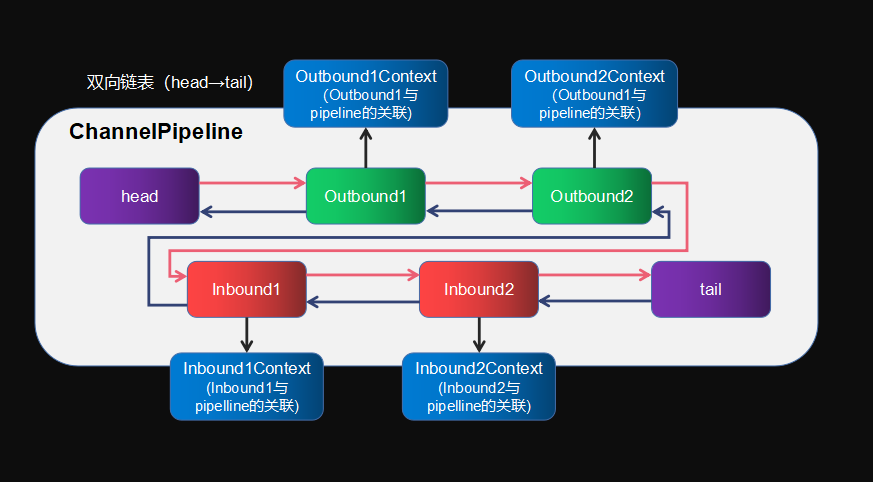 双向链表（head→tail）
Outbound1Context
(Outbound1与
pipeline的关联)
Outbound2Context
(Outbound1与
pipeline的关联)
ChannelPipeline
head
Outbound1
Outbound2
Inbound1
Inbound2
tail
Inbound1Context
(Inbound1与
pipelline的关联)
Inbound2Context
(Inbound2与
pipelline的关联)